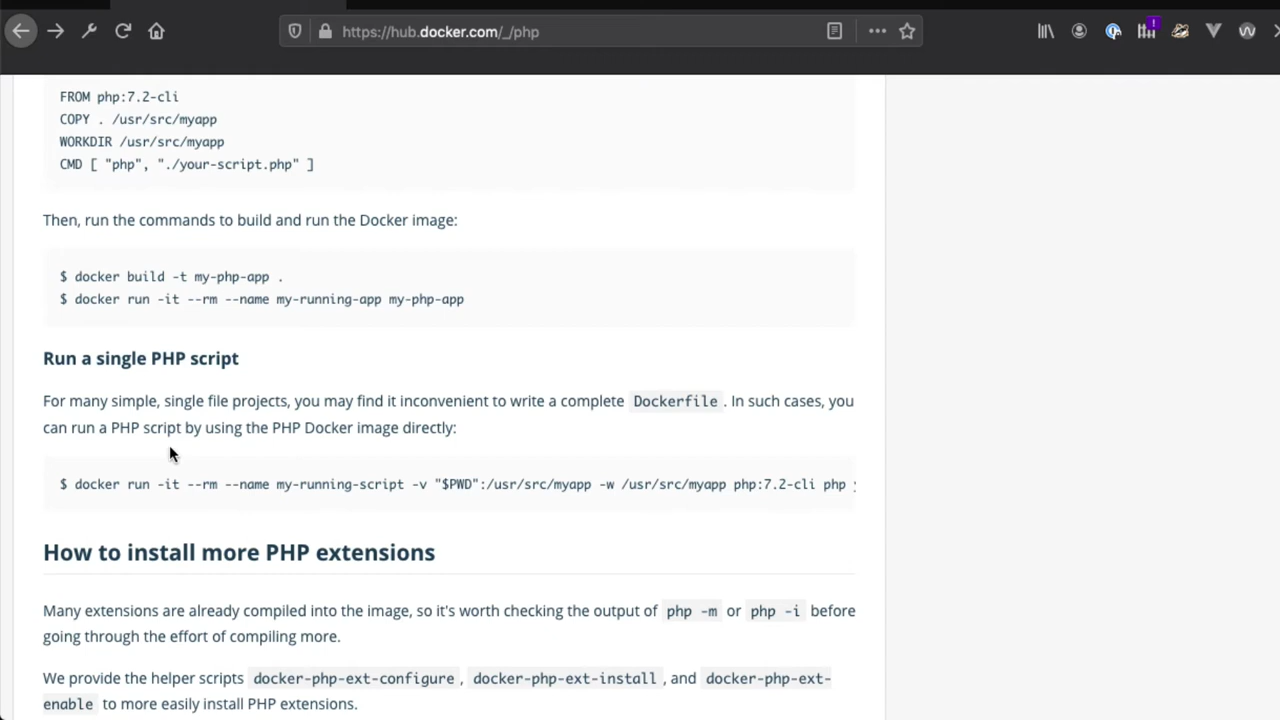 https://hub.docker.com/_/php
FROM php:7.2-cli
COPY . /usr/src/myapp
WORKDIR /usr/src/myapp
CMD [ "php", "./your-script.php" ]
Then, run the commands to build and run the Docker image:
$ docker build -t my-php-app .
$ docker run -it --rm --name my-running-app my-php-app
Run a single PHP script
For many simple, single file projects, you may find it inconvenient to write a complete Dockerfile . In such cases, you
can run a PHP script by using the PHP Docker image directly:
$ docker run -it --rm --name my-running-script -v "$PWD":/usr/src/myapp -w /usr/src/myapp php:7.2-cli php
How to install more PHP extensions
Many extensions are already compiled into the image, so it's worth checking the output of php -m or php -i before
going through the effort of compiling more.
We provide the helper scripts docker-php-ext-configure , docker-php-ext-install , and docker-php-ext-
enable to more easily install PHP extensions.